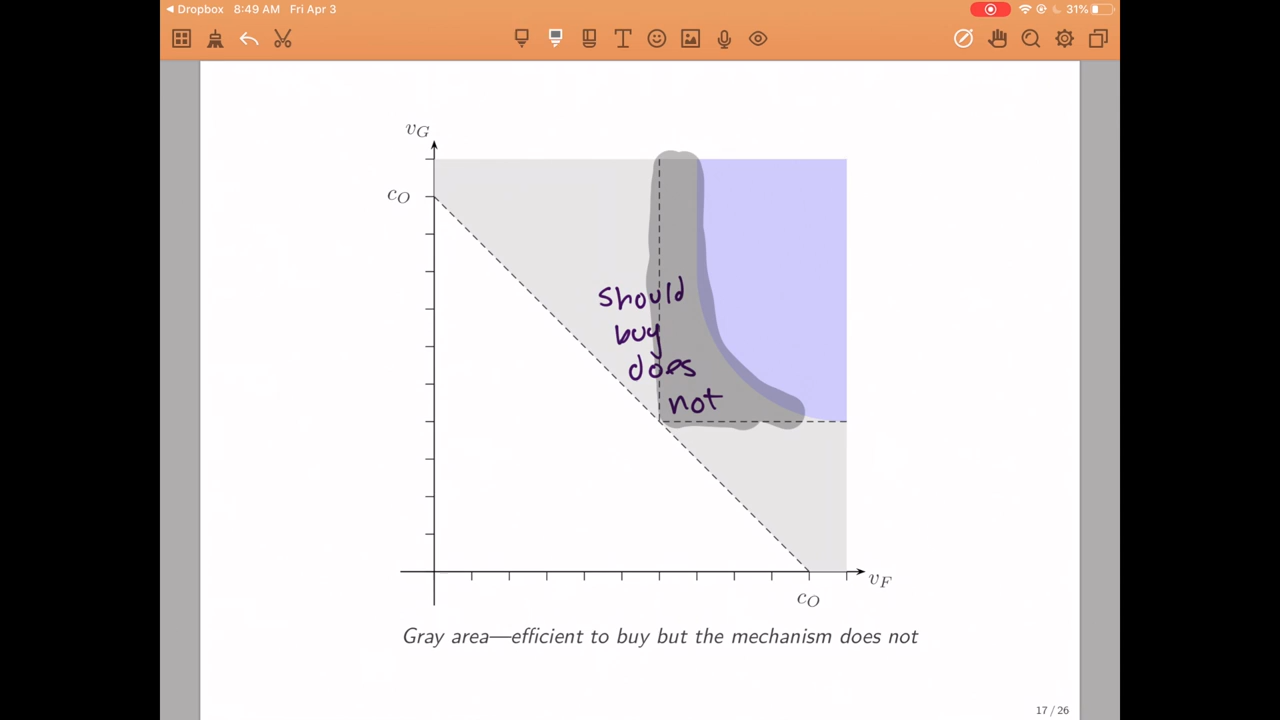 Dropbox 8:49 AM Fri Apr 3 31%
v_G
c_O
should
buy
does
not
v_F
c_O
Gray area—efficient to buy but the mechanism does not
17 / 26